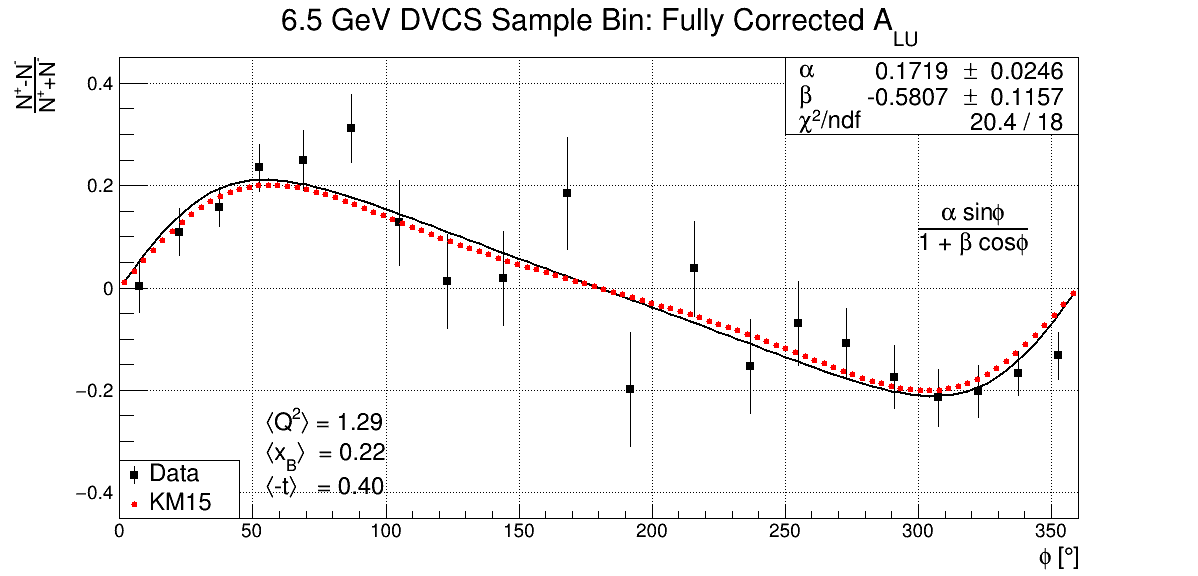 6.5 GeV DVCS Sample Bin: Fully Corrected A_LU
N⁺-N⁻
N⁺+N⁻
α 0.1719 ± 0.0246
β -0.5807 ± 0.1157
χ²/ndf 20.4 / 18
α sinϕ
1 + β cosϕ
0.4
0.2
0
−0.2
−0.4
⟨Q²⟩ = 1.29
⟨x_B⟩ = 0.22
⟨-t⟩ = 0.40
Data
KM15
0 50 100 150 200 250 300 350
ϕ [°]